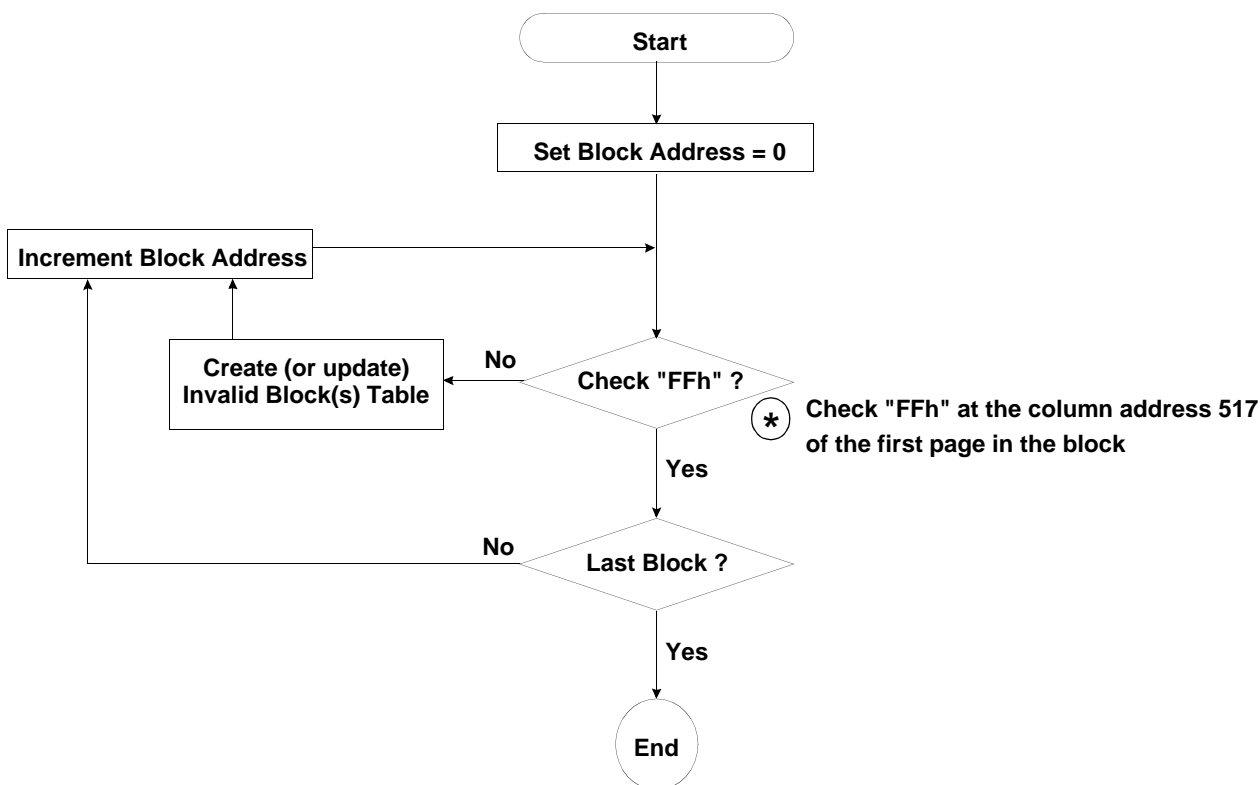 Start
Set Block Address = 0
Increment Block Address
Create (or update)
Invalid Block(s) Table
No
Check "FFh" ?
*
Check "FFh" at the column address 517
of the first page in the block
Yes
No
Last Block ?
Yes
End